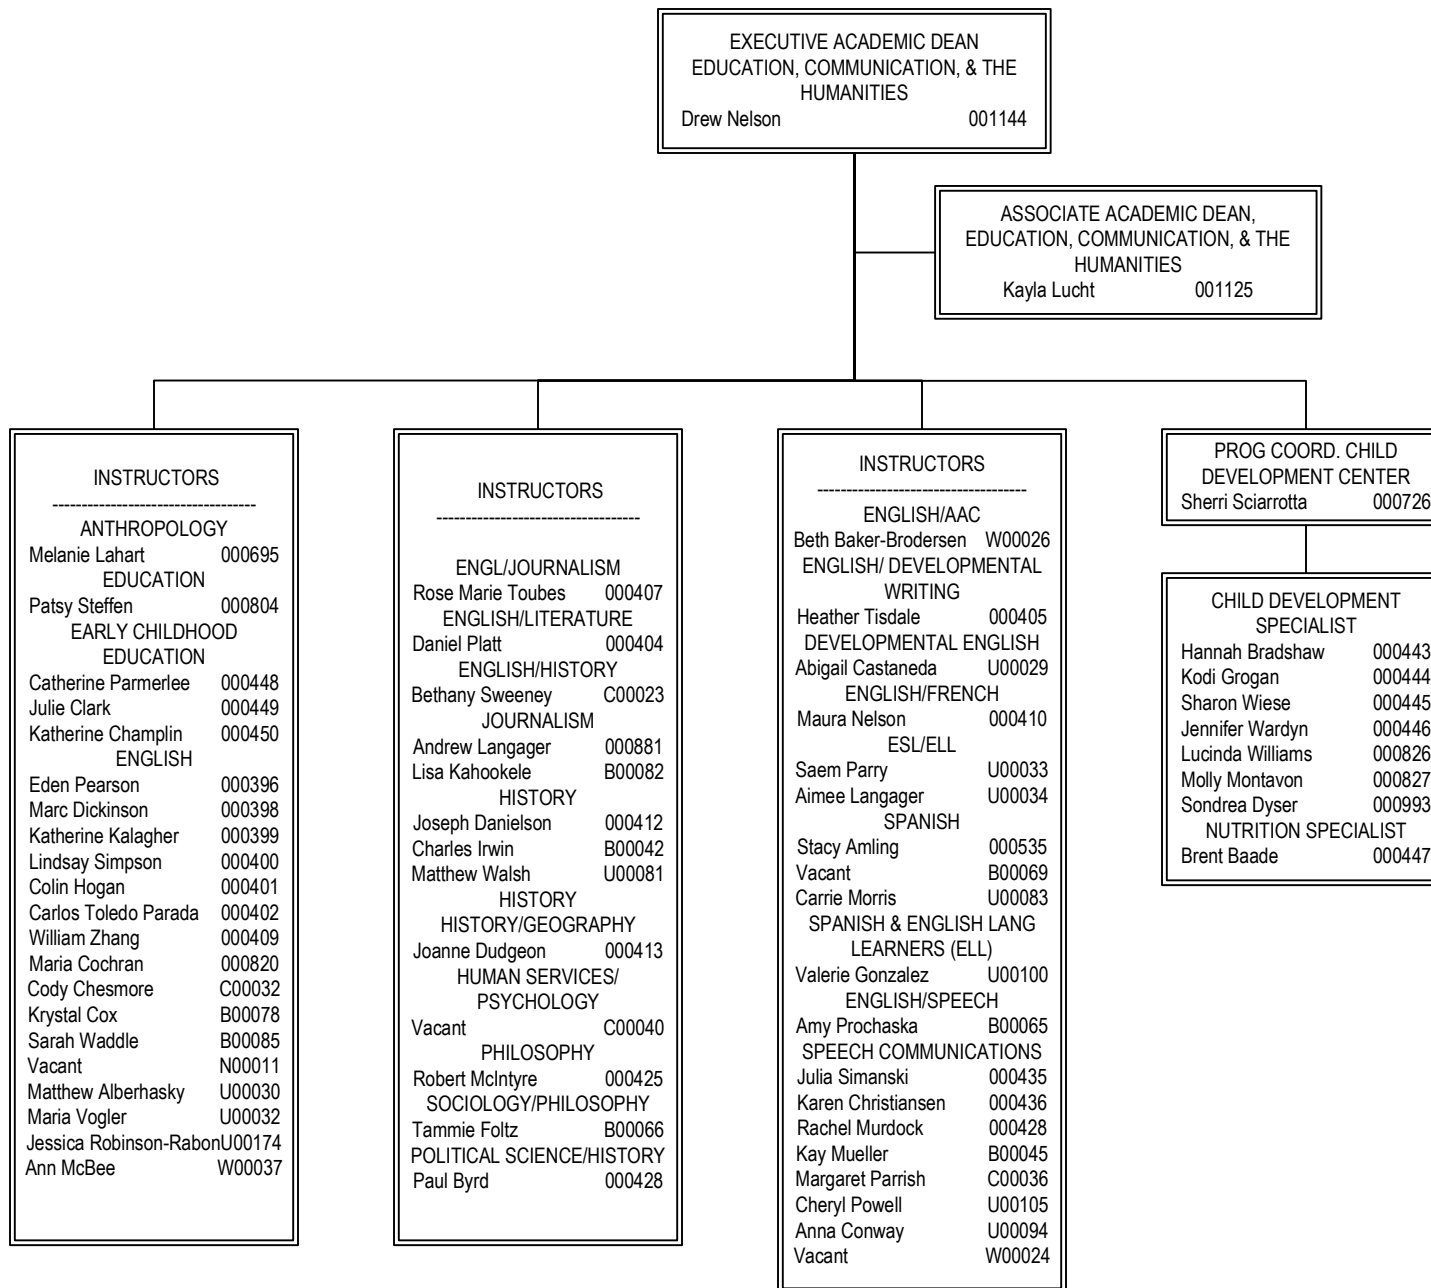 EXECUTIVE ACADEMIC DEAN
EDUCATION, COMMUNICATION, & THE
HUMANITIES
Drew Nelson 001144
ASSOCIATE ACADEMIC DEAN,
EDUCATION, COMMUNICATION, & THE
HUMANITIES
Kayla Lucht 001125
INSTRUCTORS
-----------------------------------
ANTHROPOLOGY
Melanie Lahart 000695
EDUCATION
Patsy Steffen 000804
EARLY CHILDHOOD
EDUCATION
Catherine Parmerlee 000448
Julie Clark 000449
Katherine Champlin 000450
ENGLISH
Eden Pearson 000396
Marc Dickinson 000398
Katherine Kalagher 000399
Lindsay Simpson 000400
Colin Hogan 000401
Carlos Toledo Parada 000402
William Zhang 000409
Maria Cochran 000820
Cody Chesmore C00032
Krystal Cox B00078
Sarah Waddle B00085
Vacant N00011
Matthew Alberhasky U00030
Maria Vogler U00032
Jessica Robinson-RabonU00174
Ann McBee W00037
INSTRUCTORS
-----------------------------------
ENGL/JOURNALISM
Rose Marie Toubes 000407
ENGLISH/LITERATURE
Daniel Platt 000404
ENGLISH/HISTORY
Bethany Sweeney C00023
JOURNALISM
Andrew Langager 000881
Lisa Kahookele B00082
HISTORY
Joseph Danielson 000412
Charles Irwin B00042
Matthew Walsh U00081
HISTORY
HISTORY/GEOGRAPHY
Joanne Dudgeon 000413
HUMAN SERVICES/
PSYCHOLOGY
Vacant C00040
PHILOSOPHY
Robert McIntyre 000425
SOCIOLOGY/PHILOSOPHY
Tammie Foltz B00066
POLITICAL SCIENCE/HISTORY
Paul Byrd 000428
INSTRUCTORS
------------------------------------
ENGLISH/AAC
Beth Baker-Brodersen W00026
ENGLISH/ DEVELOPMENTAL
WRITING
Heather Tisdale 000405
DEVELOPMENTAL ENGLISH
Abigail Castaneda U00029
ENGLISH/FRENCH
Maura Nelson 000410
ESL/ELL
Saem Parry U00033
Aimee Langager U00034
SPANISH
Stacy Amling 000535
Vacant B00069
Carrie Morris U00083
SPANISH & ENGLISH LANG
LEARNERS (ELL)
Valerie Gonzalez U00100
ENGLISH/SPEECH
Amy Prochaska B00065
SPEECH COMMUNICATIONS
Julia Simanski 000435
Karen Christiansen 000436
Rachel Murdock 000428
Kay Mueller B00045
Margaret Parrish C00036
Cheryl Powell U00105
Anna Conway U00094
Vacant W00024
PROG COORD. CHILD
DEVELOPMENT CENTER
Sherri Sciarrotta 000726
CHILD DEVELOPMENT
SPECIALIST
Hannah Bradshaw 000443
Kodi Grogan 000444
Sharon Wiese 000445
Jennifer Wardyn 000446
Lucinda Williams 000826
Molly Montavon 000827
Sondrea Dyser 000993
NUTRITION SPECIALIST
Brent Baade 000447